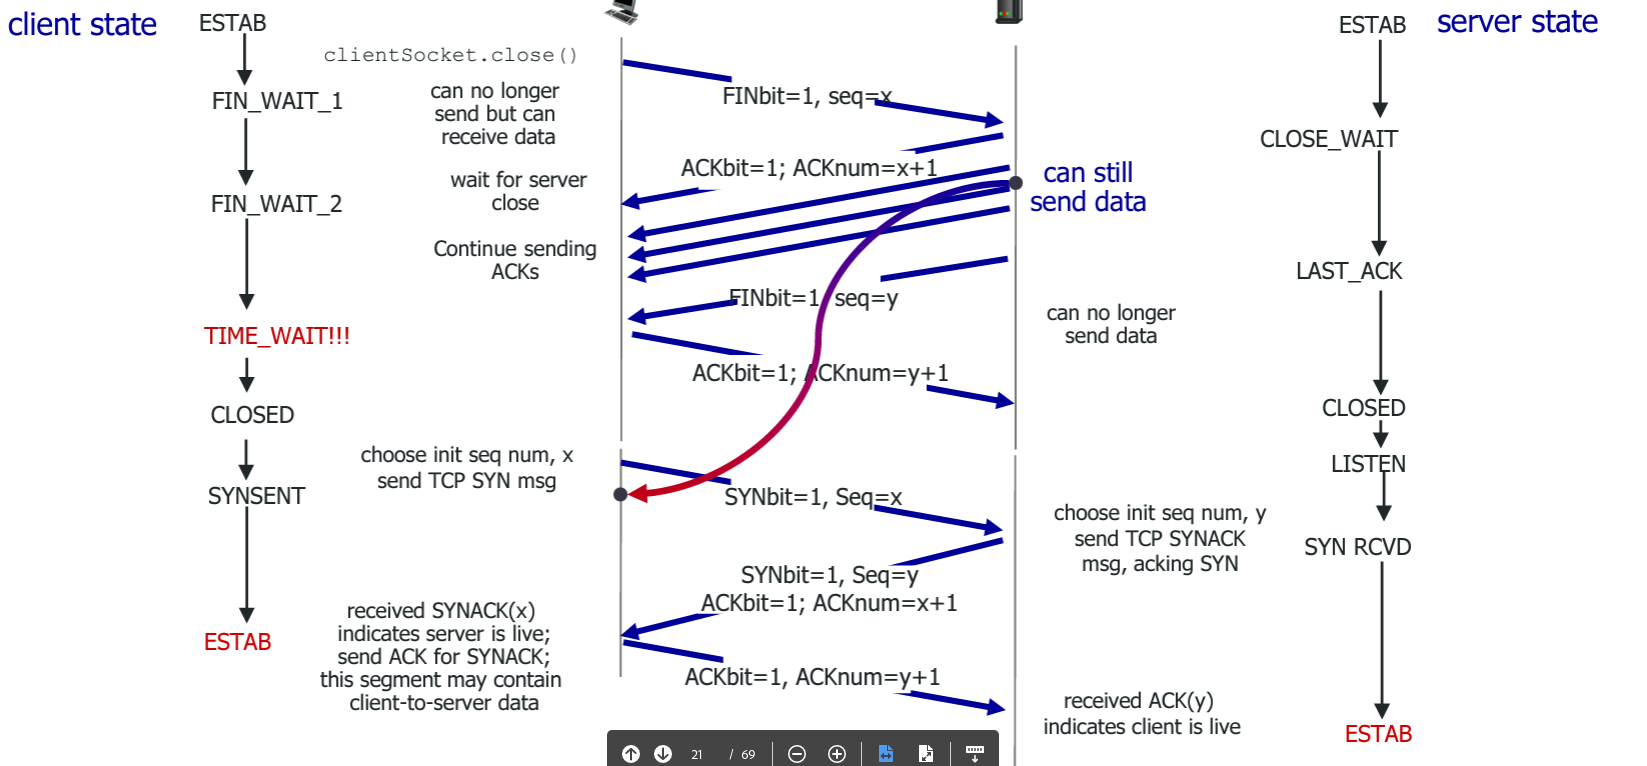 client state
ESTAB
ESTAB
server state
clientSocket.close()
FIN_WAIT_1
can no longer
send but can
receive data
FINbit=1, seq=x
CLOSE_WAIT
ACKbit=1; ACKnum=x+1
can still
send data
wait for server
close
FIN_WAIT_2
Continue sending
ACKs
LAST_ACK
FINbit=1, seq=y
can no longer
send data
TIME_WAIT!!!
ACKbit=1; ACKnum=y+1
CLOSED
CLOSED
choose init seq num, x
send TCP SYN msg
LISTEN
SYNSENT
SYNbit=1, Seq=x
choose init seq num, y
send TCP SYNACK
msg, acking SYN
SYN RCVD
SYNbit=1, Seq=y
ACKbit=1; ACKnum=x+1
received SYNACK(x)
indicates server is live;
send ACK for SYNACK;
this segment may contain
client-to-server data
ESTAB
ACKbit=1, ACKnum=y+1
received ACK(y)
indicates client is live
ESTAB
21 / 69